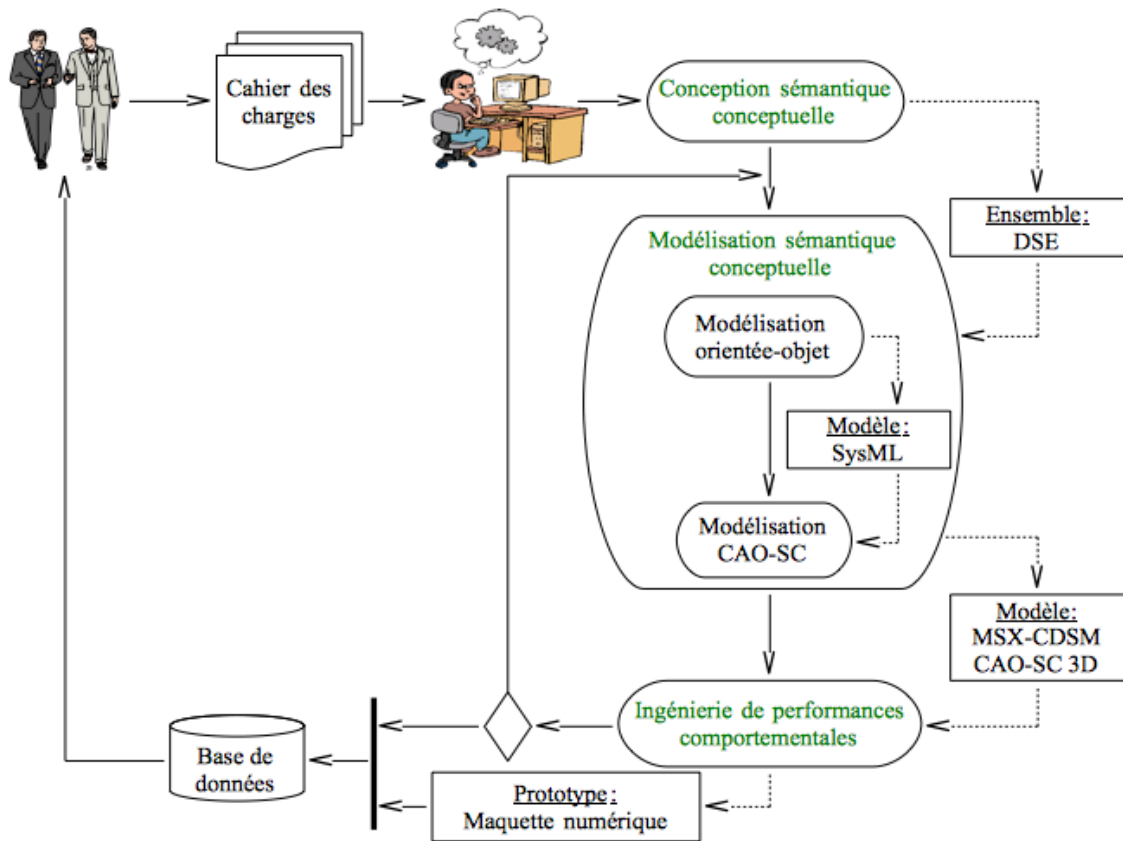 Cahier des
charges
Conception sémantique
conceptuelle
Ensemble:
DSE
Modélisation sémantique
conceptuelle
Modélisation
orientée-objet
Modèle:
SysML
Modélisation
CAO-SC
Modèle:
MSX-CDSM
CAO-SC 3D
Ingénierie de performances
comportementales
Base de
données
Prototype:
Maquette numérique